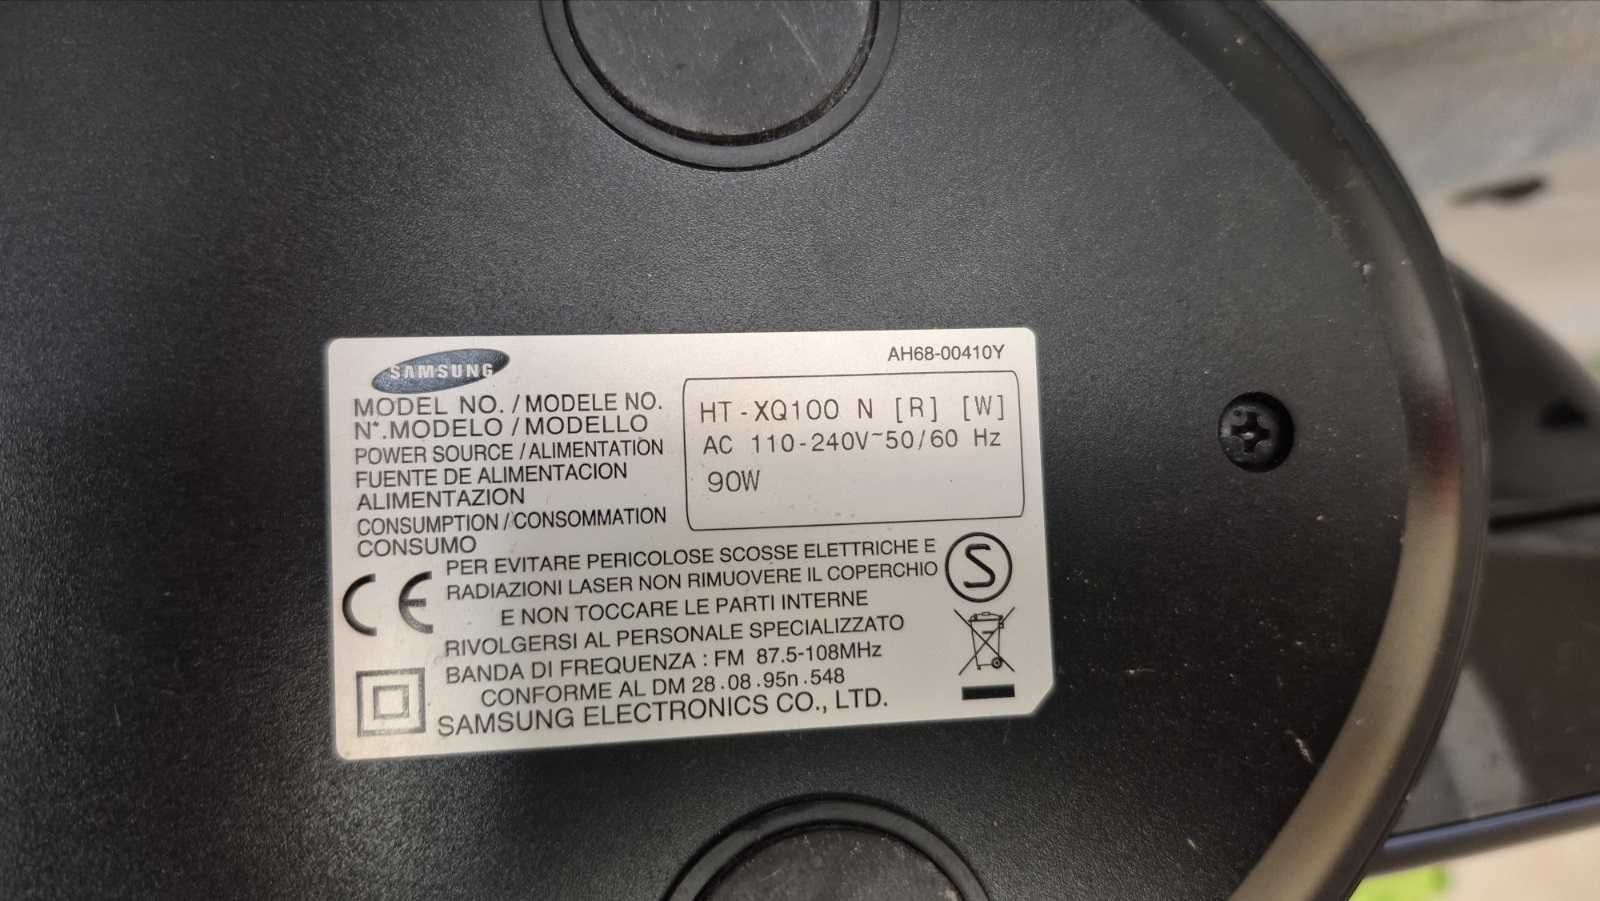 SAMSUNG
AH68-00410Y
MODEL NO. / MODELE NO.
N*.MODELO / MODELLO
POWER SOURCE / ALIMENTATION
FUENTE DE ALIMENTACION
ALIMENTAZION
CONSUMPTION / CONSOMMATION
CONSUMO
HT-XQ100 N [R] [W]
AC 110-240V~50/60 Hz
90W
PER EVITARE PERICOLOSE SCOSSE ELETTRICHE E
RADIAZIONI LASER NON RIMUOVERE IL COPERCHIO
E NON TOCCARE LE PARTI INTERNE
RIVOLGERSI AL PERSONALE SPECIALIZZATO
BANDA DI FREQUENZA : FM 87.5-108MHz
CONFORME AL DM 28.08.95n.548
SAMSUNG ELECTRONICS CO., LTD.
CE
S